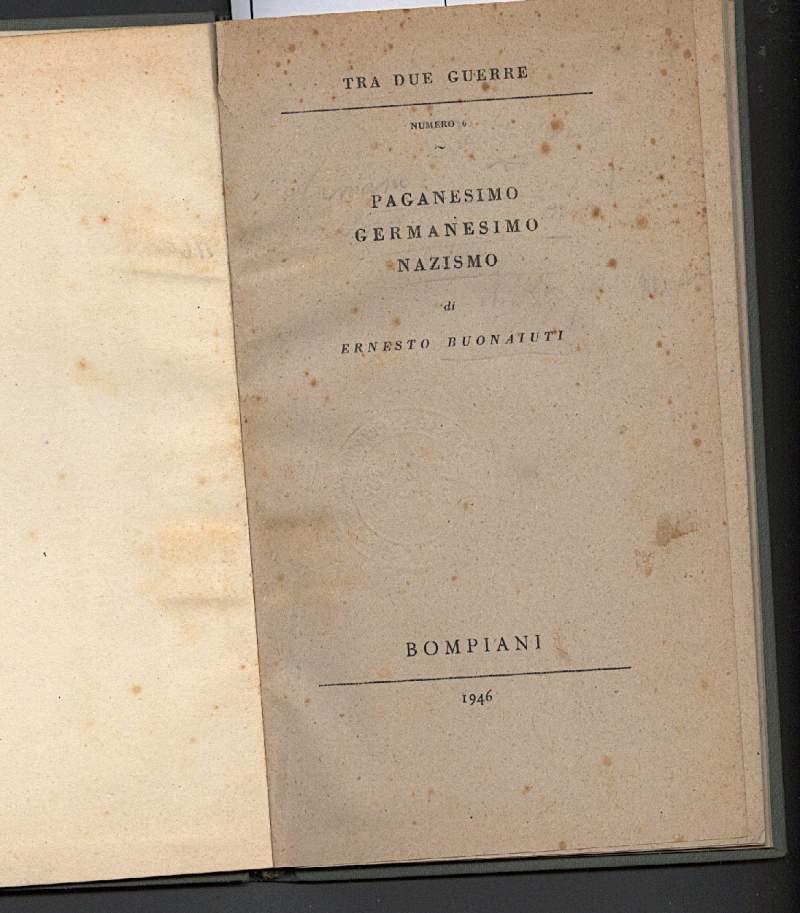 TRA DUE GUERRE
NUMERO 6
~
PAGANESIMO
GERMANESIMO
NAZISMO
di
ERNESTO BUONAIUTI
BOMPIANI
1946